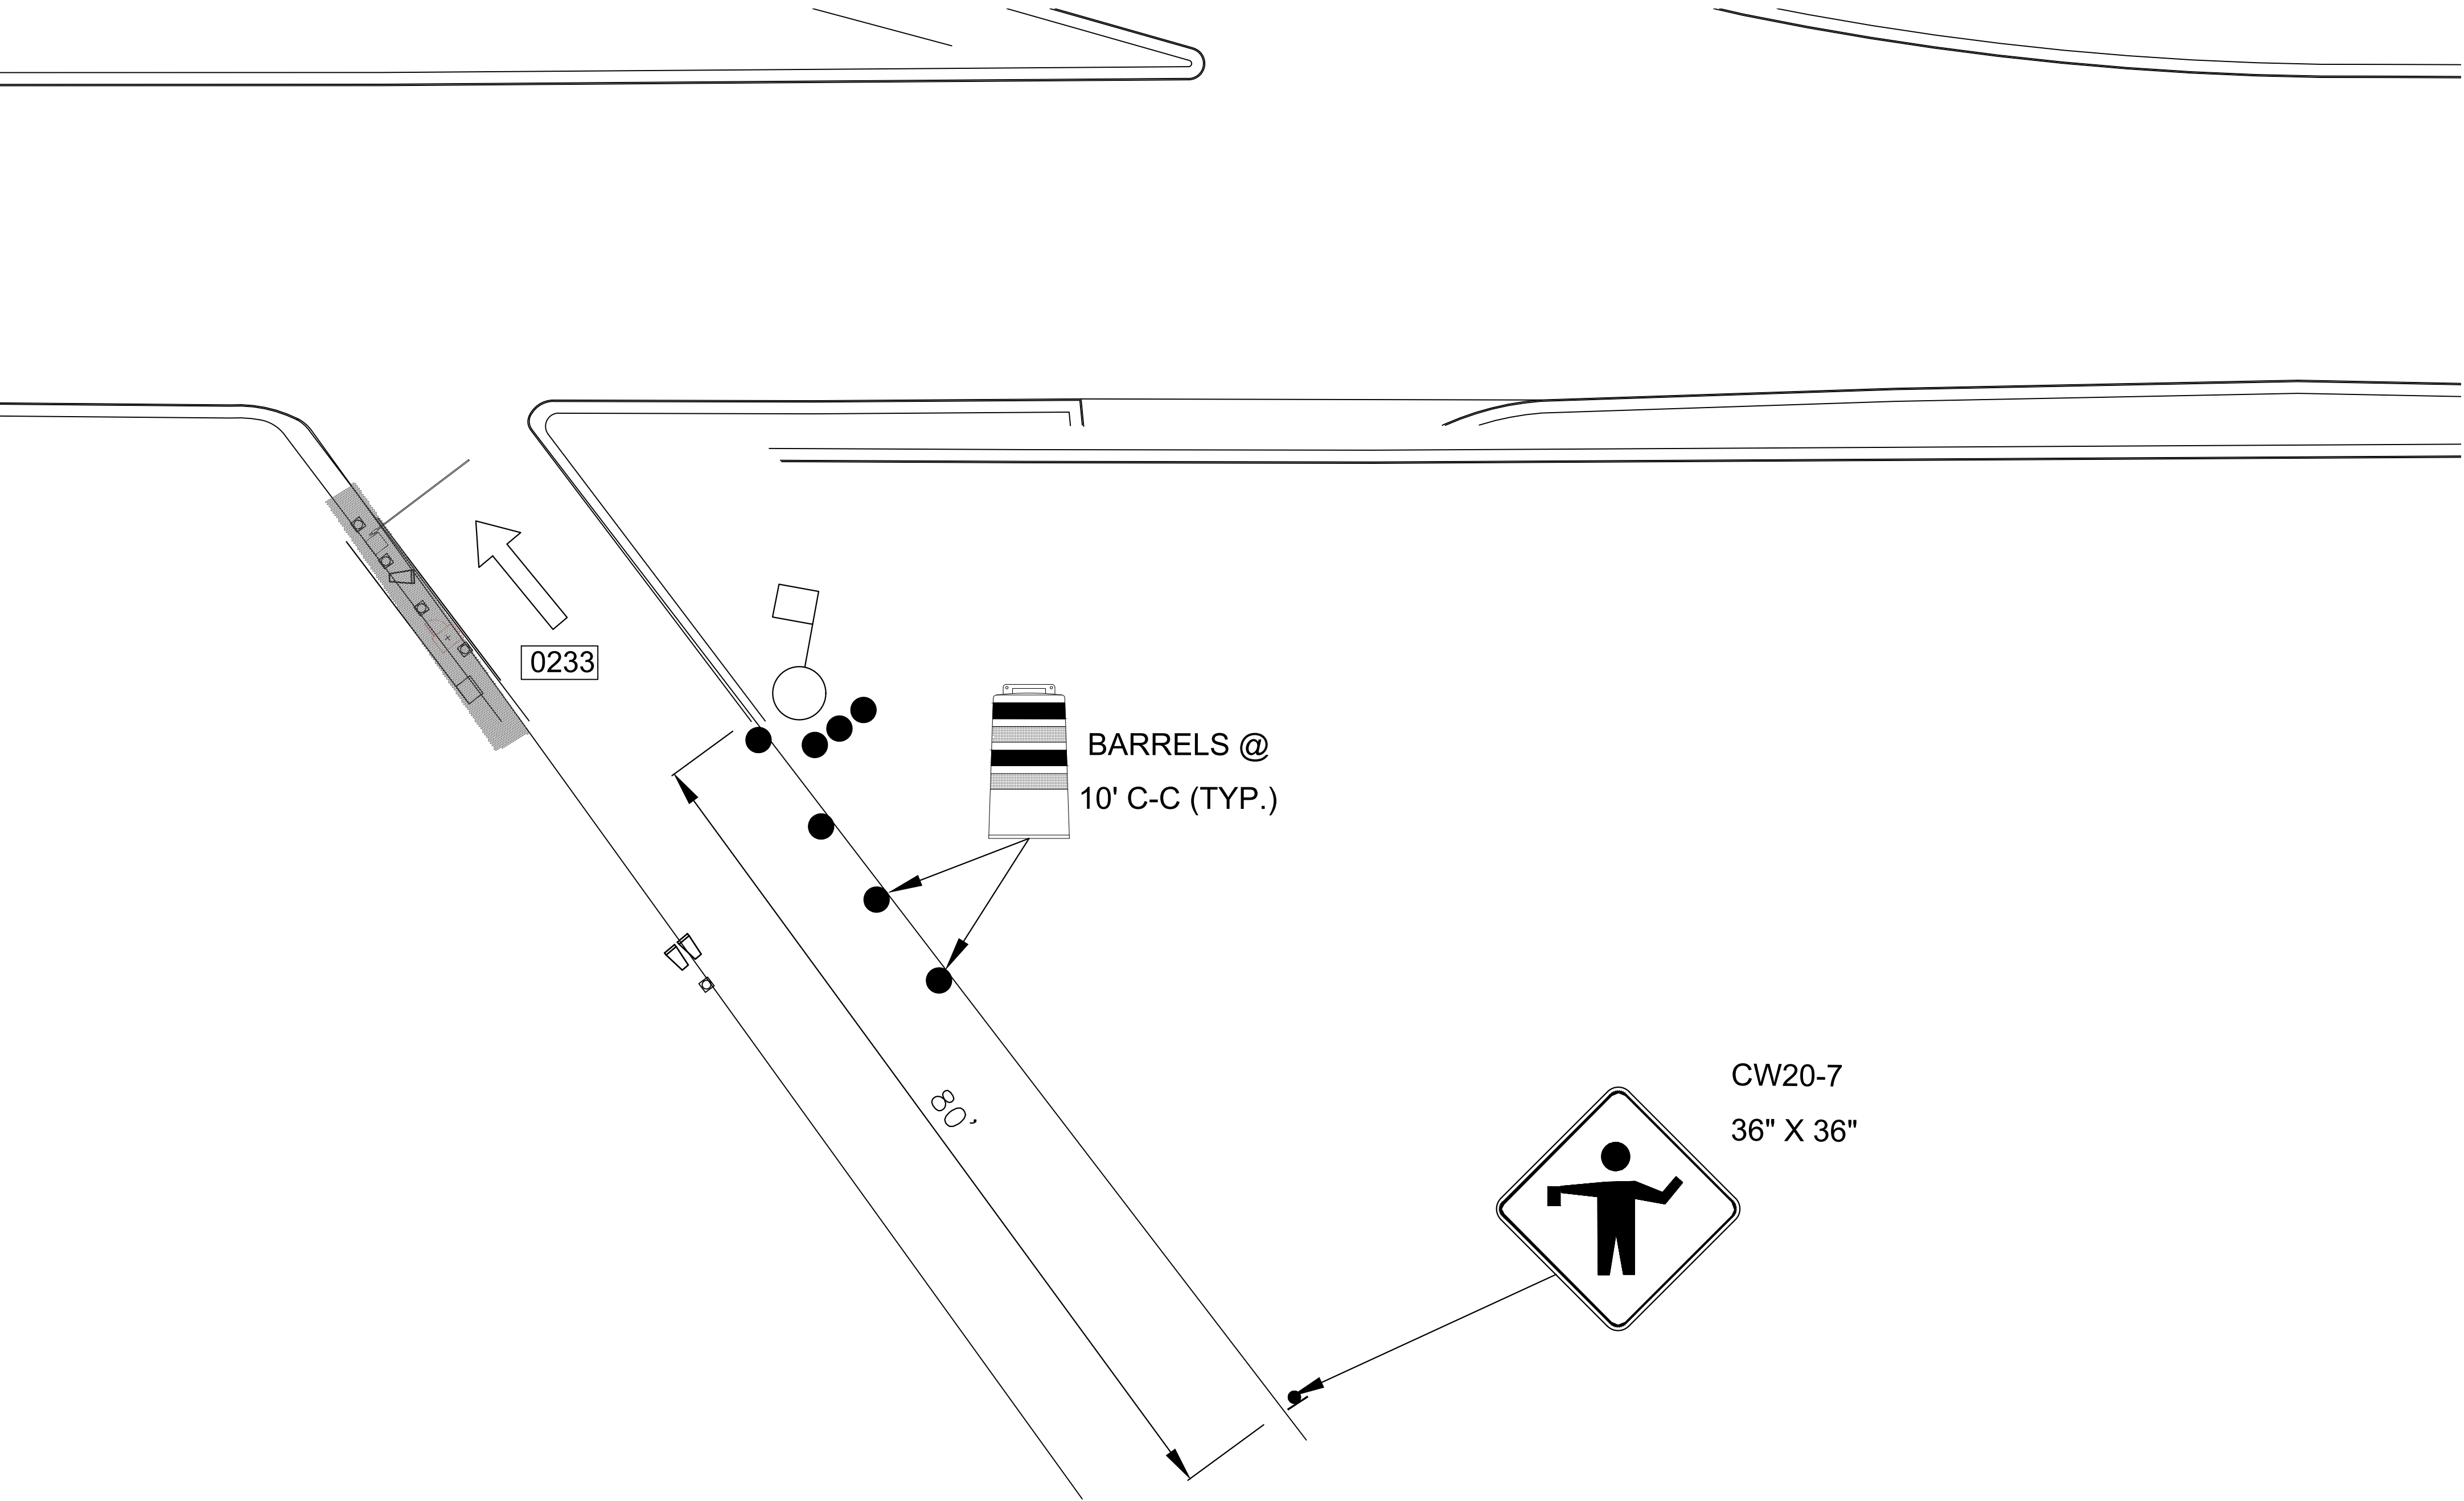 0233
BARRELS @
10' C-C (TYP.)
80'
CW20-7
36" X 36"